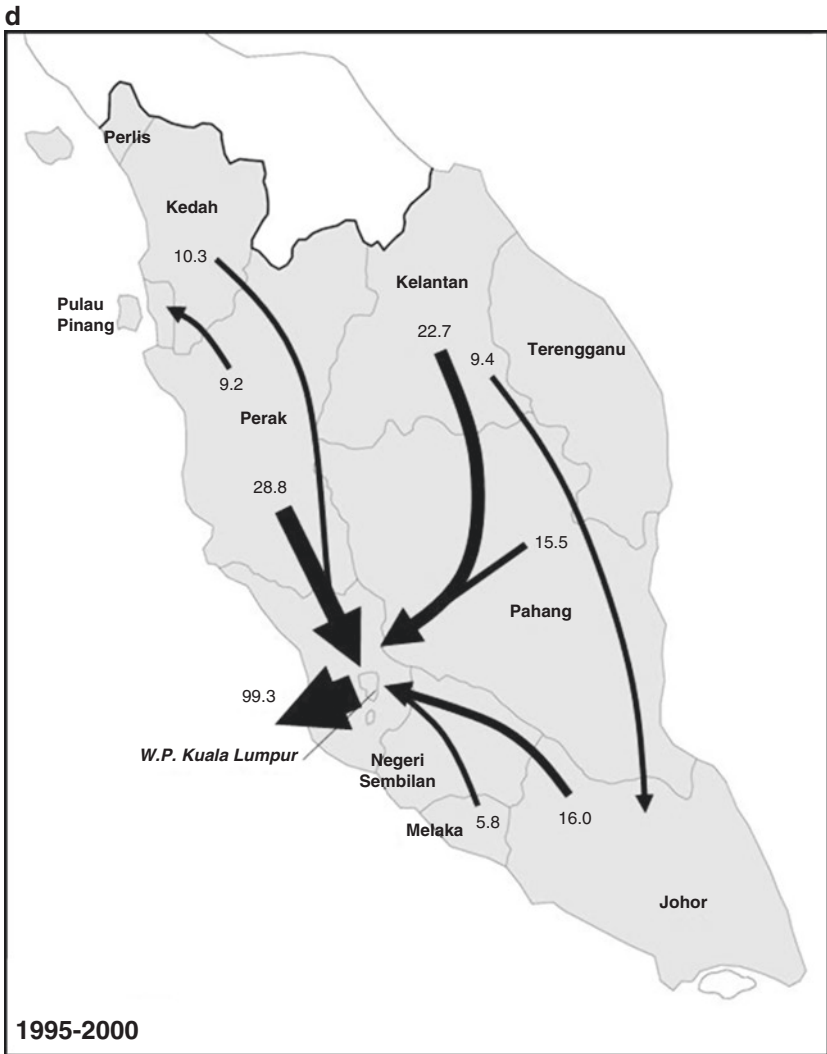 d
Perlis
Kedah
10.3
Kelantan
Pulau
Pinang
22.7
Terengganu
9.4
9.2
Perak
28.8
15.5
Pahang
99.3
W.P. Kuala Lumpur
Negeri
Sembilan
Melaka
5.8
16.0
Johor
1995-2000